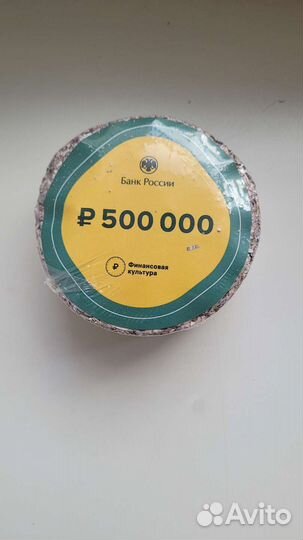 Банк России
₽ 500 000
Финансовая
культура
Avito